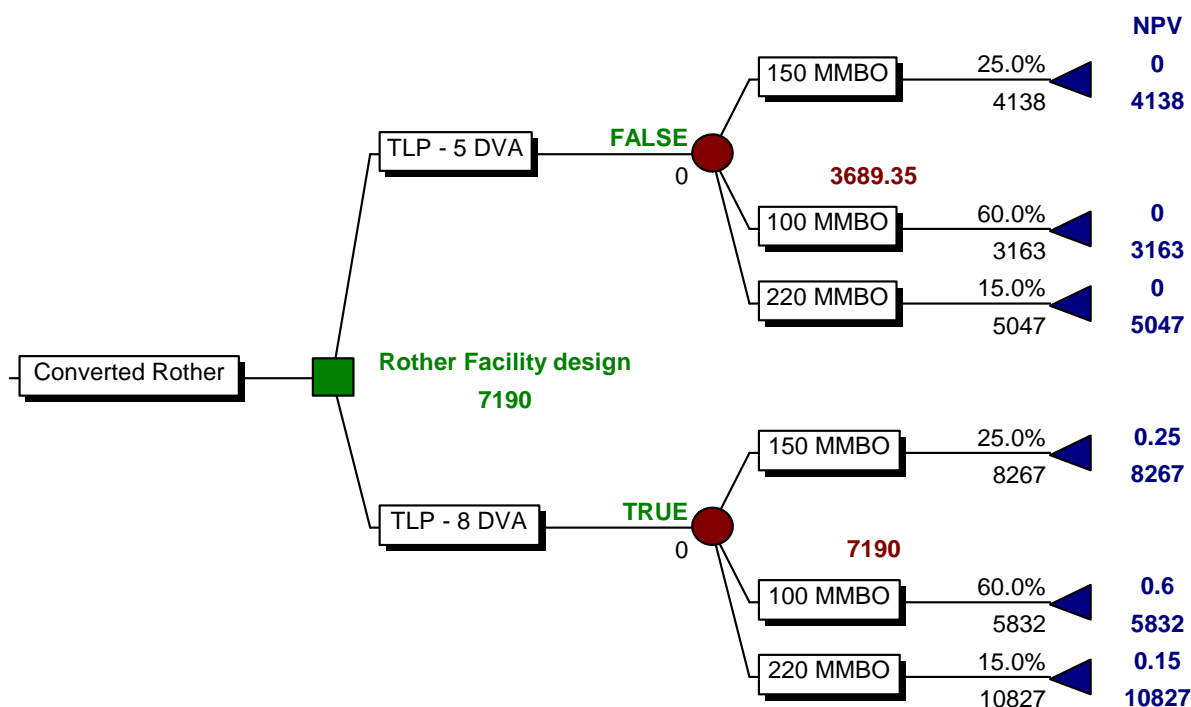 NPV
150 MMBO 25.0% 0
4138 4138
TLP - 5 DVA FALSE
0 3689.35
100 MMBO 60.0% 0
3163 3163
220 MMBO 15.0% 0
5047 5047
Converted Rother Rother Facility design
7190
150 MMBO 25.0% 0.25
8267 8267
TLP - 8 DVA TRUE
0 7190
100 MMBO 60.0% 0.6
5832 5832
220 MMBO 15.0% 0.15
10827 10827